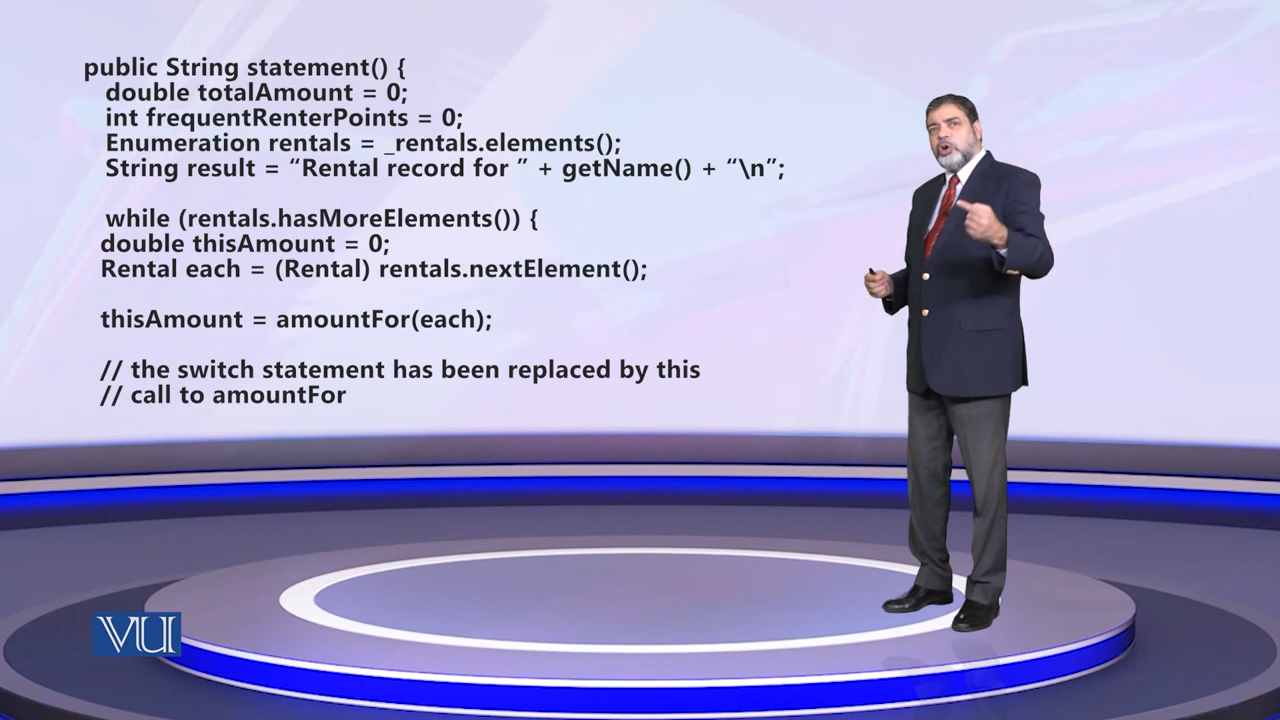 public String statement() {
double totalAmount = 0;
int frequentRenterPoints = 0;
Enumeration rentals = _rentals.elements();
String result = “Rental record for ” + getName() + “\n”;
while (rentals.hasMoreElements()) {
double thisAmount = 0;
Rental each = (Rental) rentals.nextElement();
thisAmount = amountFor(each);
// the switch statement has been replaced by this
// call to amountFor
VU